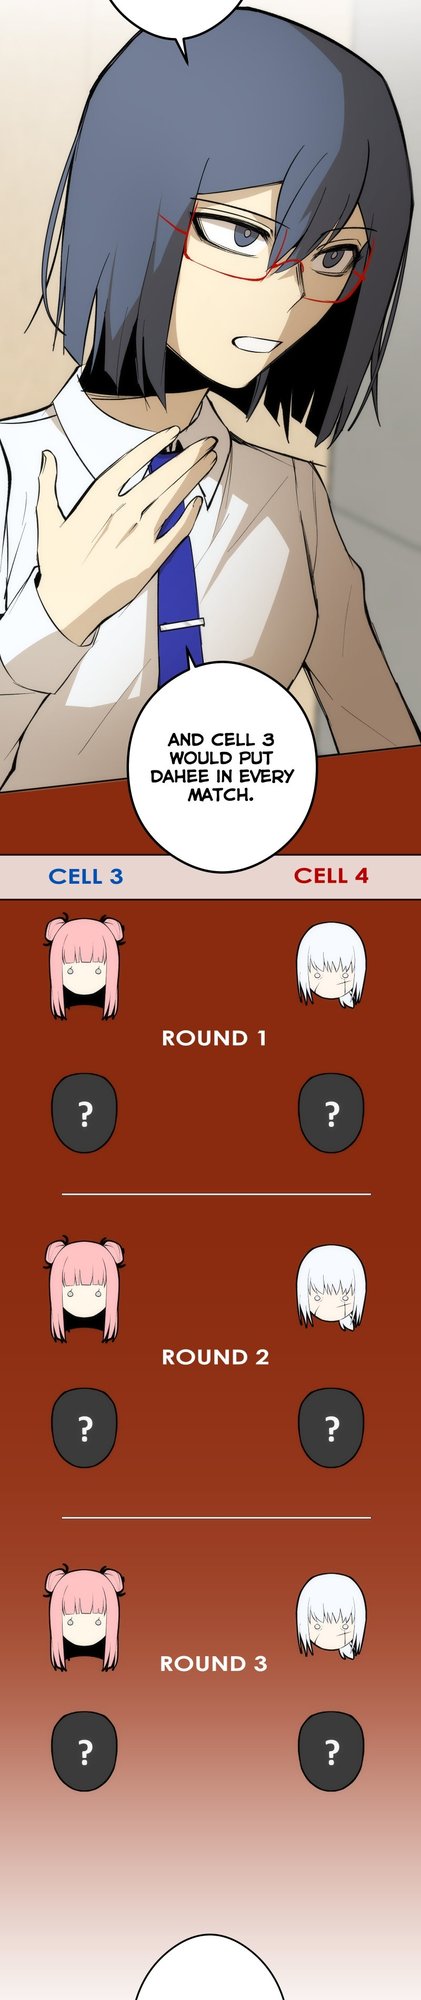 AND CELL 3
WOULD PUT
DAHEE IN EVERY
MATCH.
CELL 3
CELL 4
ROUND 1
?
?
ROUND 2
?
?
ROUND 3
?
?